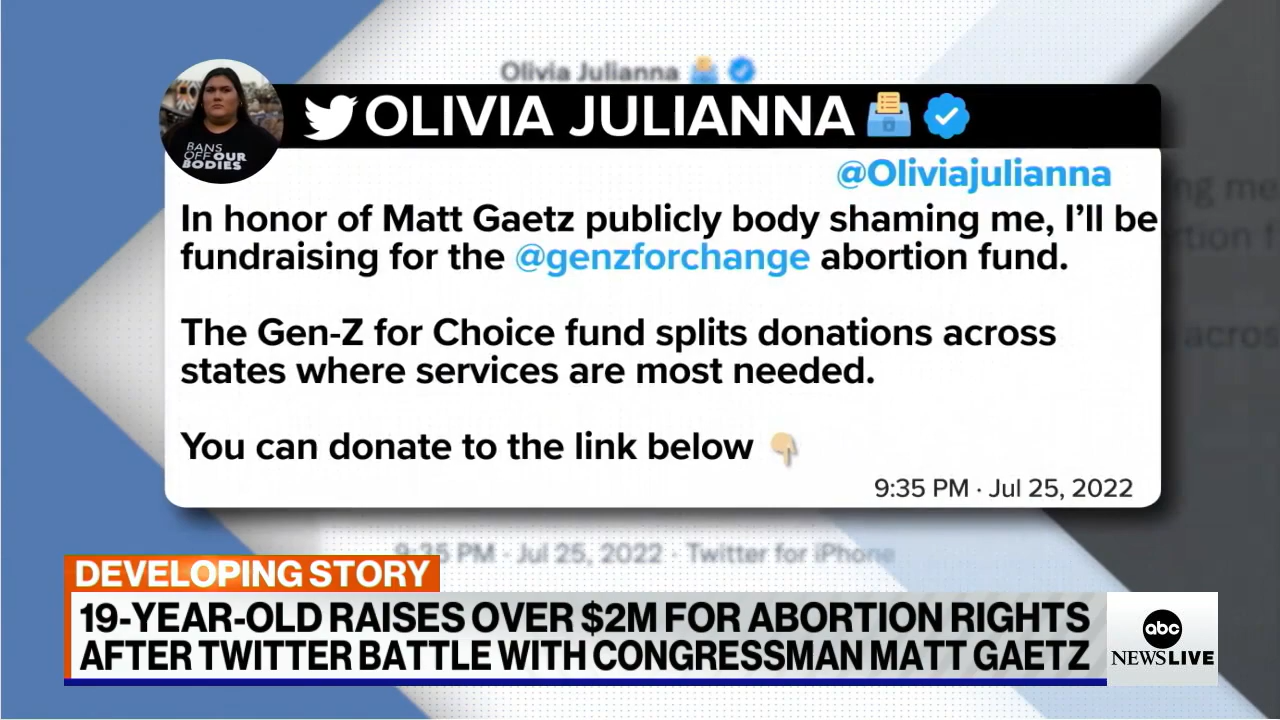 Olivia Julianna
OLIVIA JULIANNA
@Oliviajulianna
BANS
OFF OUR
BODIES
In honor of Matt Gaetz publicly body shaming me, I’ll be
fundraising for the @genzforchange abortion fund.
The Gen-Z for Choice fund splits donations across
states where services are most needed.
You can donate to the link below
9:35 PM · Jul 25, 2022
ng me
tion f
acros
9:35 PM · Jul 25, 2022 · Twitter for iPhone
DEVELOPING STORY
19-YEAR-OLD RAISES OVER $2M FOR ABORTION RIGHTS
AFTER TWITTER BATTLE WITH CONGRESSMAN MATT GAETZ
abc
NEWSLIVE